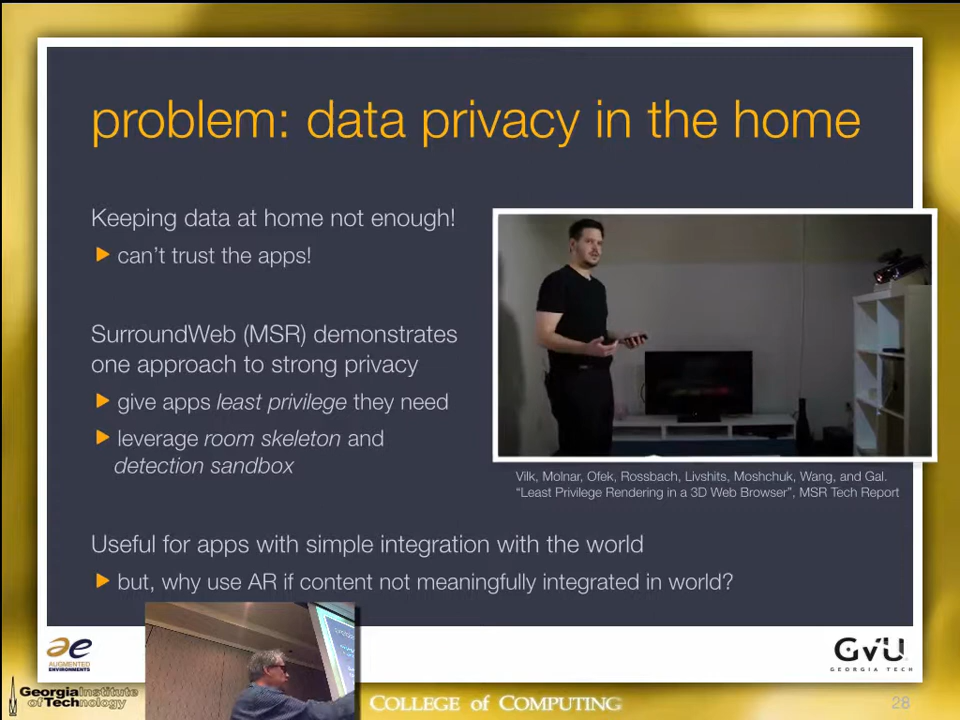 problem: data privacy in the home
Keeping data at home not enough!
can't trust the apps!
SurroundWeb (MSR) demonstrates
one approach to strong privacy
give apps least privilege they need
leverage room skeleton and
detection sandbox
Vilk, Molnar, Ofek, Rossbach, Livshits, Moshchuk, Wang, and Gal.
“Least Privilege Rendering in a 3D Web Browser”, MSR Tech Report
Useful for apps with simple integration with the world
but, why use AR if content not meaningfully integrated in world?
ae
AUGMENTED
ENVIRONMENTS
GVU
GEORGIA TECH
Georgia Institute
of Technology
COLLEGE of COMPUTING
28